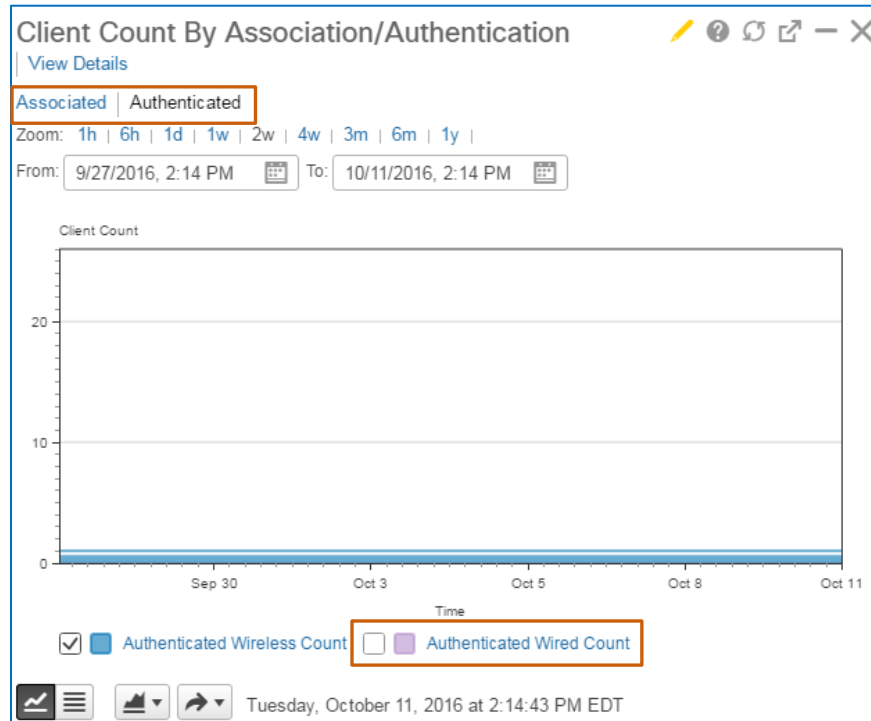 Client Count By Association/Authentication
View Details
Associated | Authenticated
Zoom: 1h | 6h | 1d | 1w | 2w | 4w | 3m | 6m | 1y |
From: 9/27/2016, 2:14 PM To: 10/11/2016, 2:14 PM
Client Count
20
10
0
Sep 30 Oct 3 Oct 5 Oct 8 Oct 11
Time
Authenticated Wireless Count Authenticated Wired Count
Tuesday, October 11, 2016 at 2:14:43 PM EDT